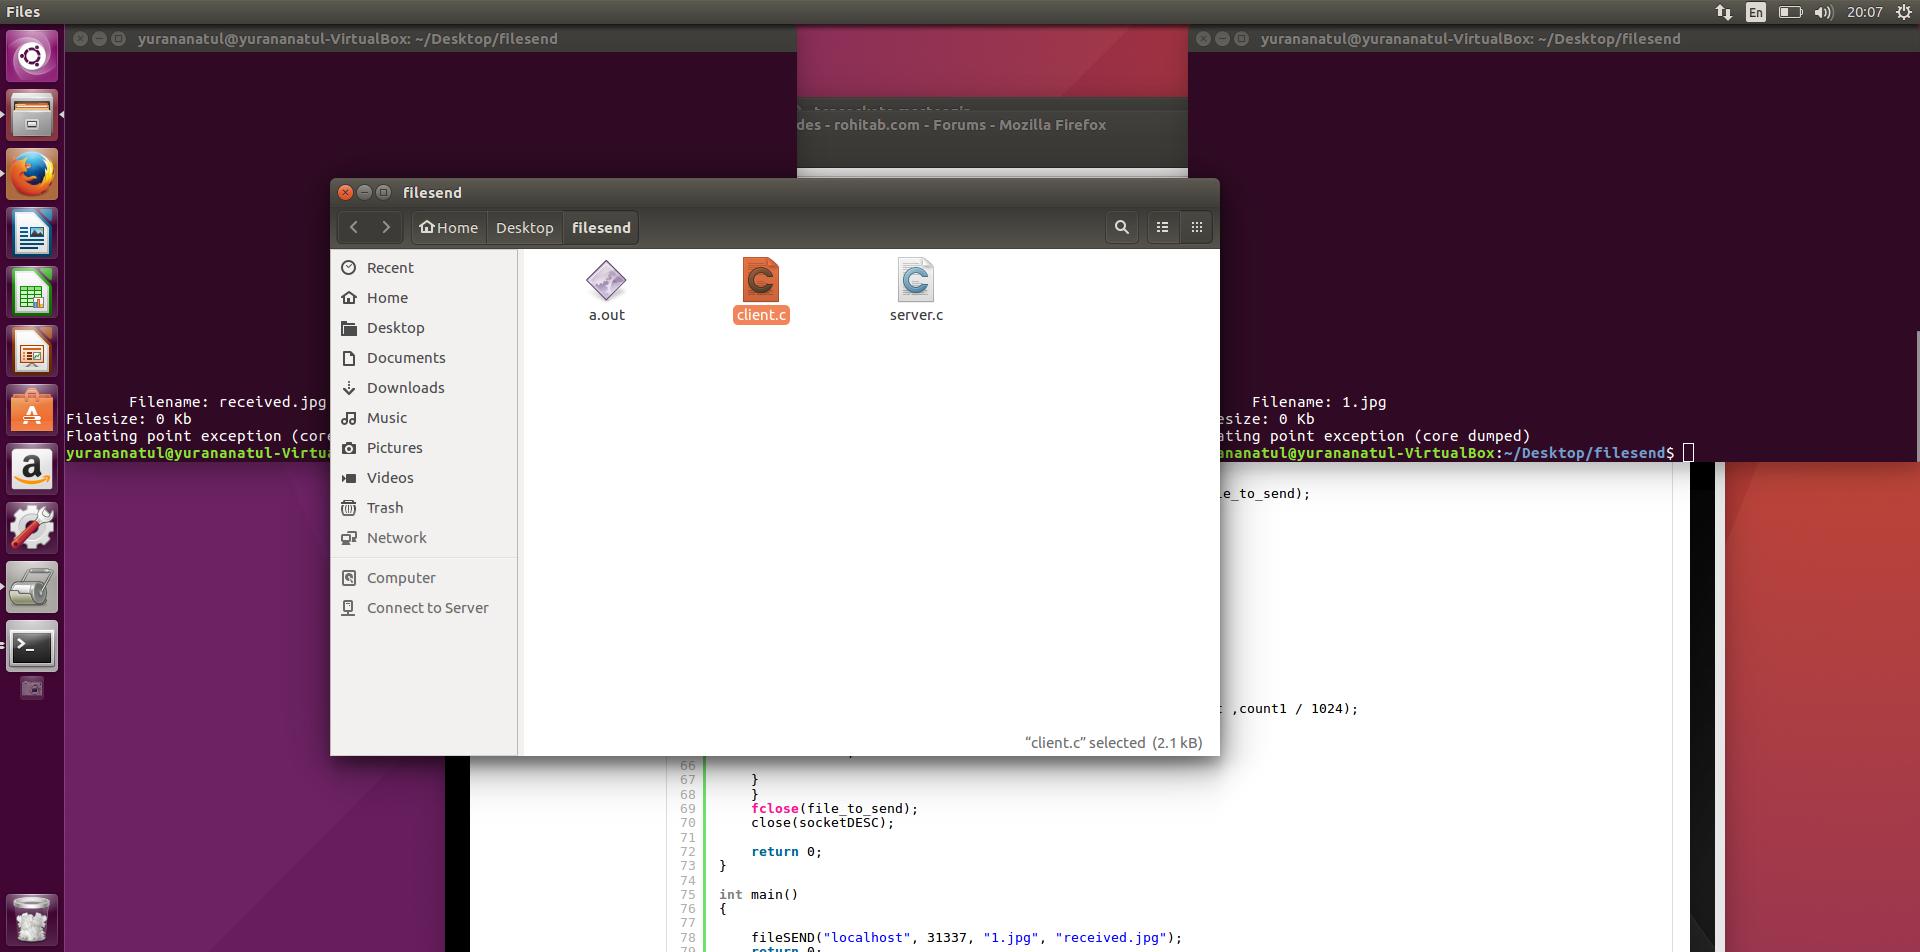 Files
En
20:07
yurananatul@yurananatul-VirtualBox: ~/Desktop/filesend
yurananatul@yurananatul-VirtualBox: ~/Desktop/filesend
des - rohitab.com - Forums - Mozilla Firefox
filesend
Home
Desktop
filesend
Recent
Home
Desktop
Documents
Downloads
Music
Pictures
Videos
Trash
Network
Computer
Connect to Server
a.out
client.c
server.c
“client.c” selected (2.1 kB)
Filename: received.jpg
Filesize: 0 Kb
Floating point exception (core
yurananatul@yurananatul-Virtua
Filename: 1.jpg
esize: 0 Kb
ating point exception (core dumped)
ananatul@yurananatul-VirtualBox:~/Desktop/filesend$
le_to_send);
,count1 / 1024);
66
67 }
68 }
69 fclose(file_to_send);
70 close(socketDESC);
71
72 return 0;
73 }
74
75 int main()
76 {
77
78 fileSEND("localhost", 31337, "1.jpg", "received.jpg");
79 return 0;